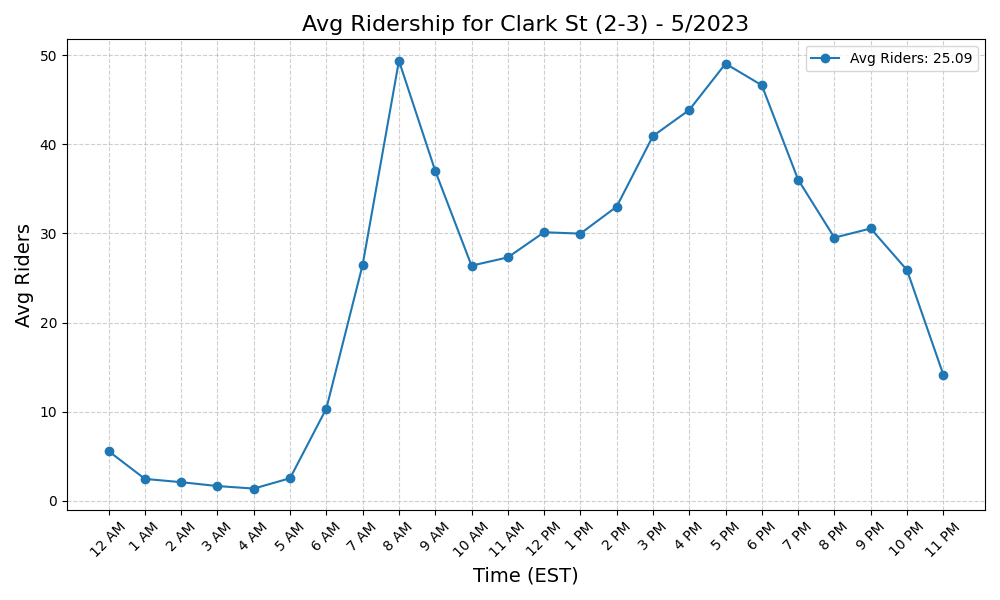 Avg Ridership for Clark St (2-3) - 5/2023
Avg Riders: 25.09
Avg Riders
50
40
30
20
10
0
12 AM
1 AM
2 AM
3 AM
4 AM
5 AM
6 AM
7 AM
8 AM
9 AM
10 AM
11 AM
12 PM
1 PM
2 PM
3 PM
4 PM
5 PM
6 PM
7 PM
8 PM
9 PM
10 PM
11 PM
Time (EST)